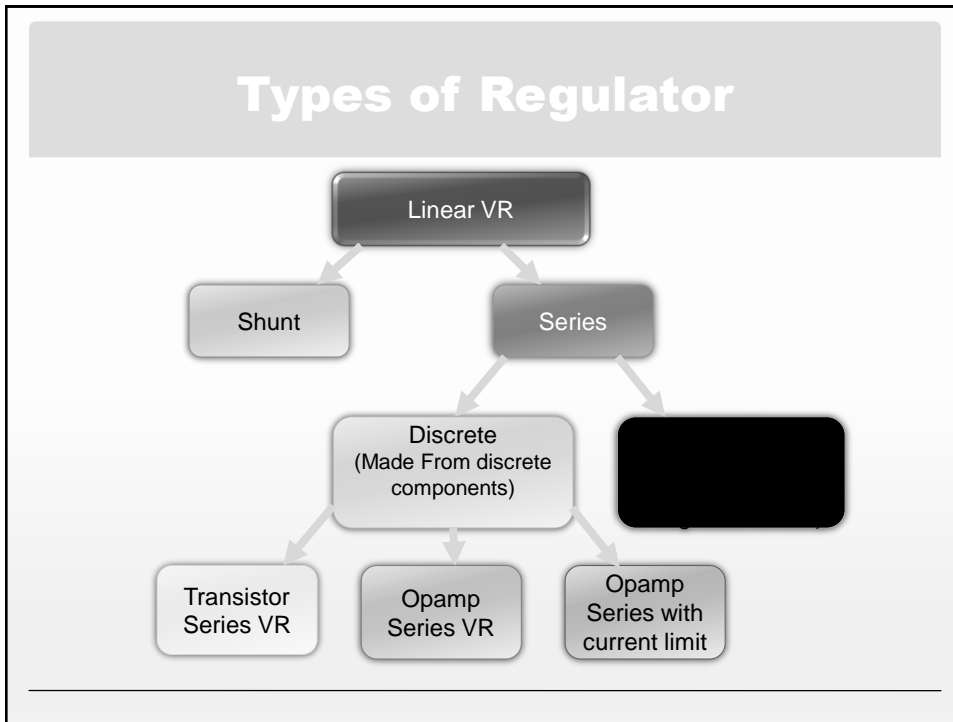 Types of Regulator
Linear VR
Shunt
Series
Discrete
(Made From discrete
components)
Transistor
Series VR
Opamp
Series VR
Opamp
Series with
current limit